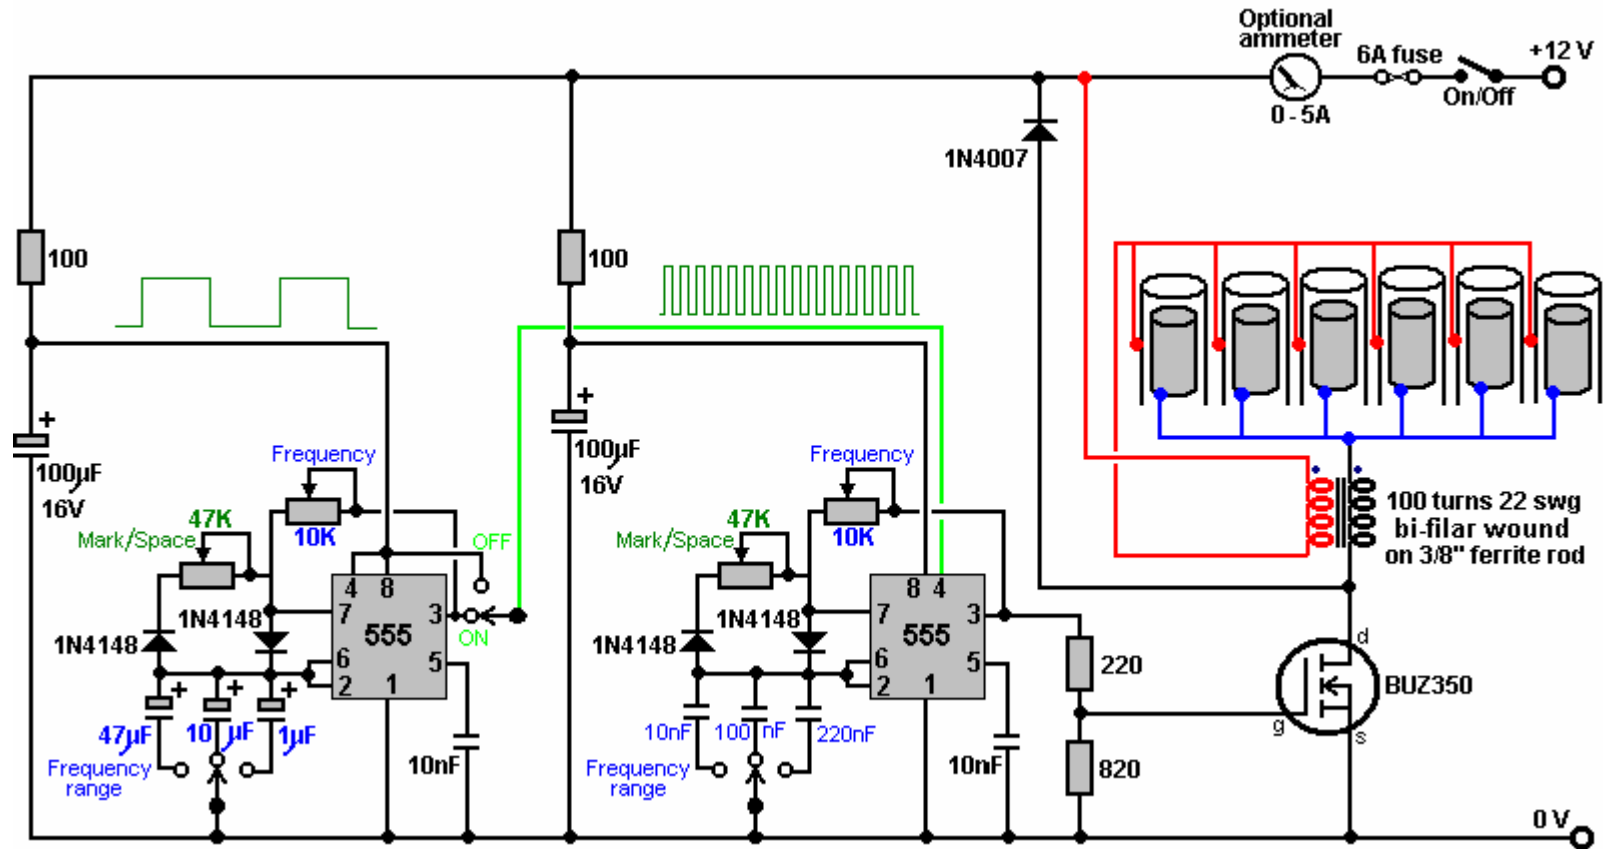 Optional
ammeter
6A fuse
+12 V
0 - 5A
On/Off
1N4007
100
100
+
100µF
16V
+
100µF
16V
Frequency
10K
47K
Mark/Space
OFF
ON
4 8
7
3
555
6
5
2
1
1N4148
1N4148
+
+
+
47µF
10 µF
1µF
Frequency
range
10nF
Frequency
10K
47K
Mark/Space
8 4
7
3
555
6
5
2
1
1N4148
1N4148
10nF
100 nF
220nF
Frequency
range
10nF
220
820
100 turns 22 swg
bi-filar wound
on 3/8" ferrite rod
d
BUZ350
g
s
0 V